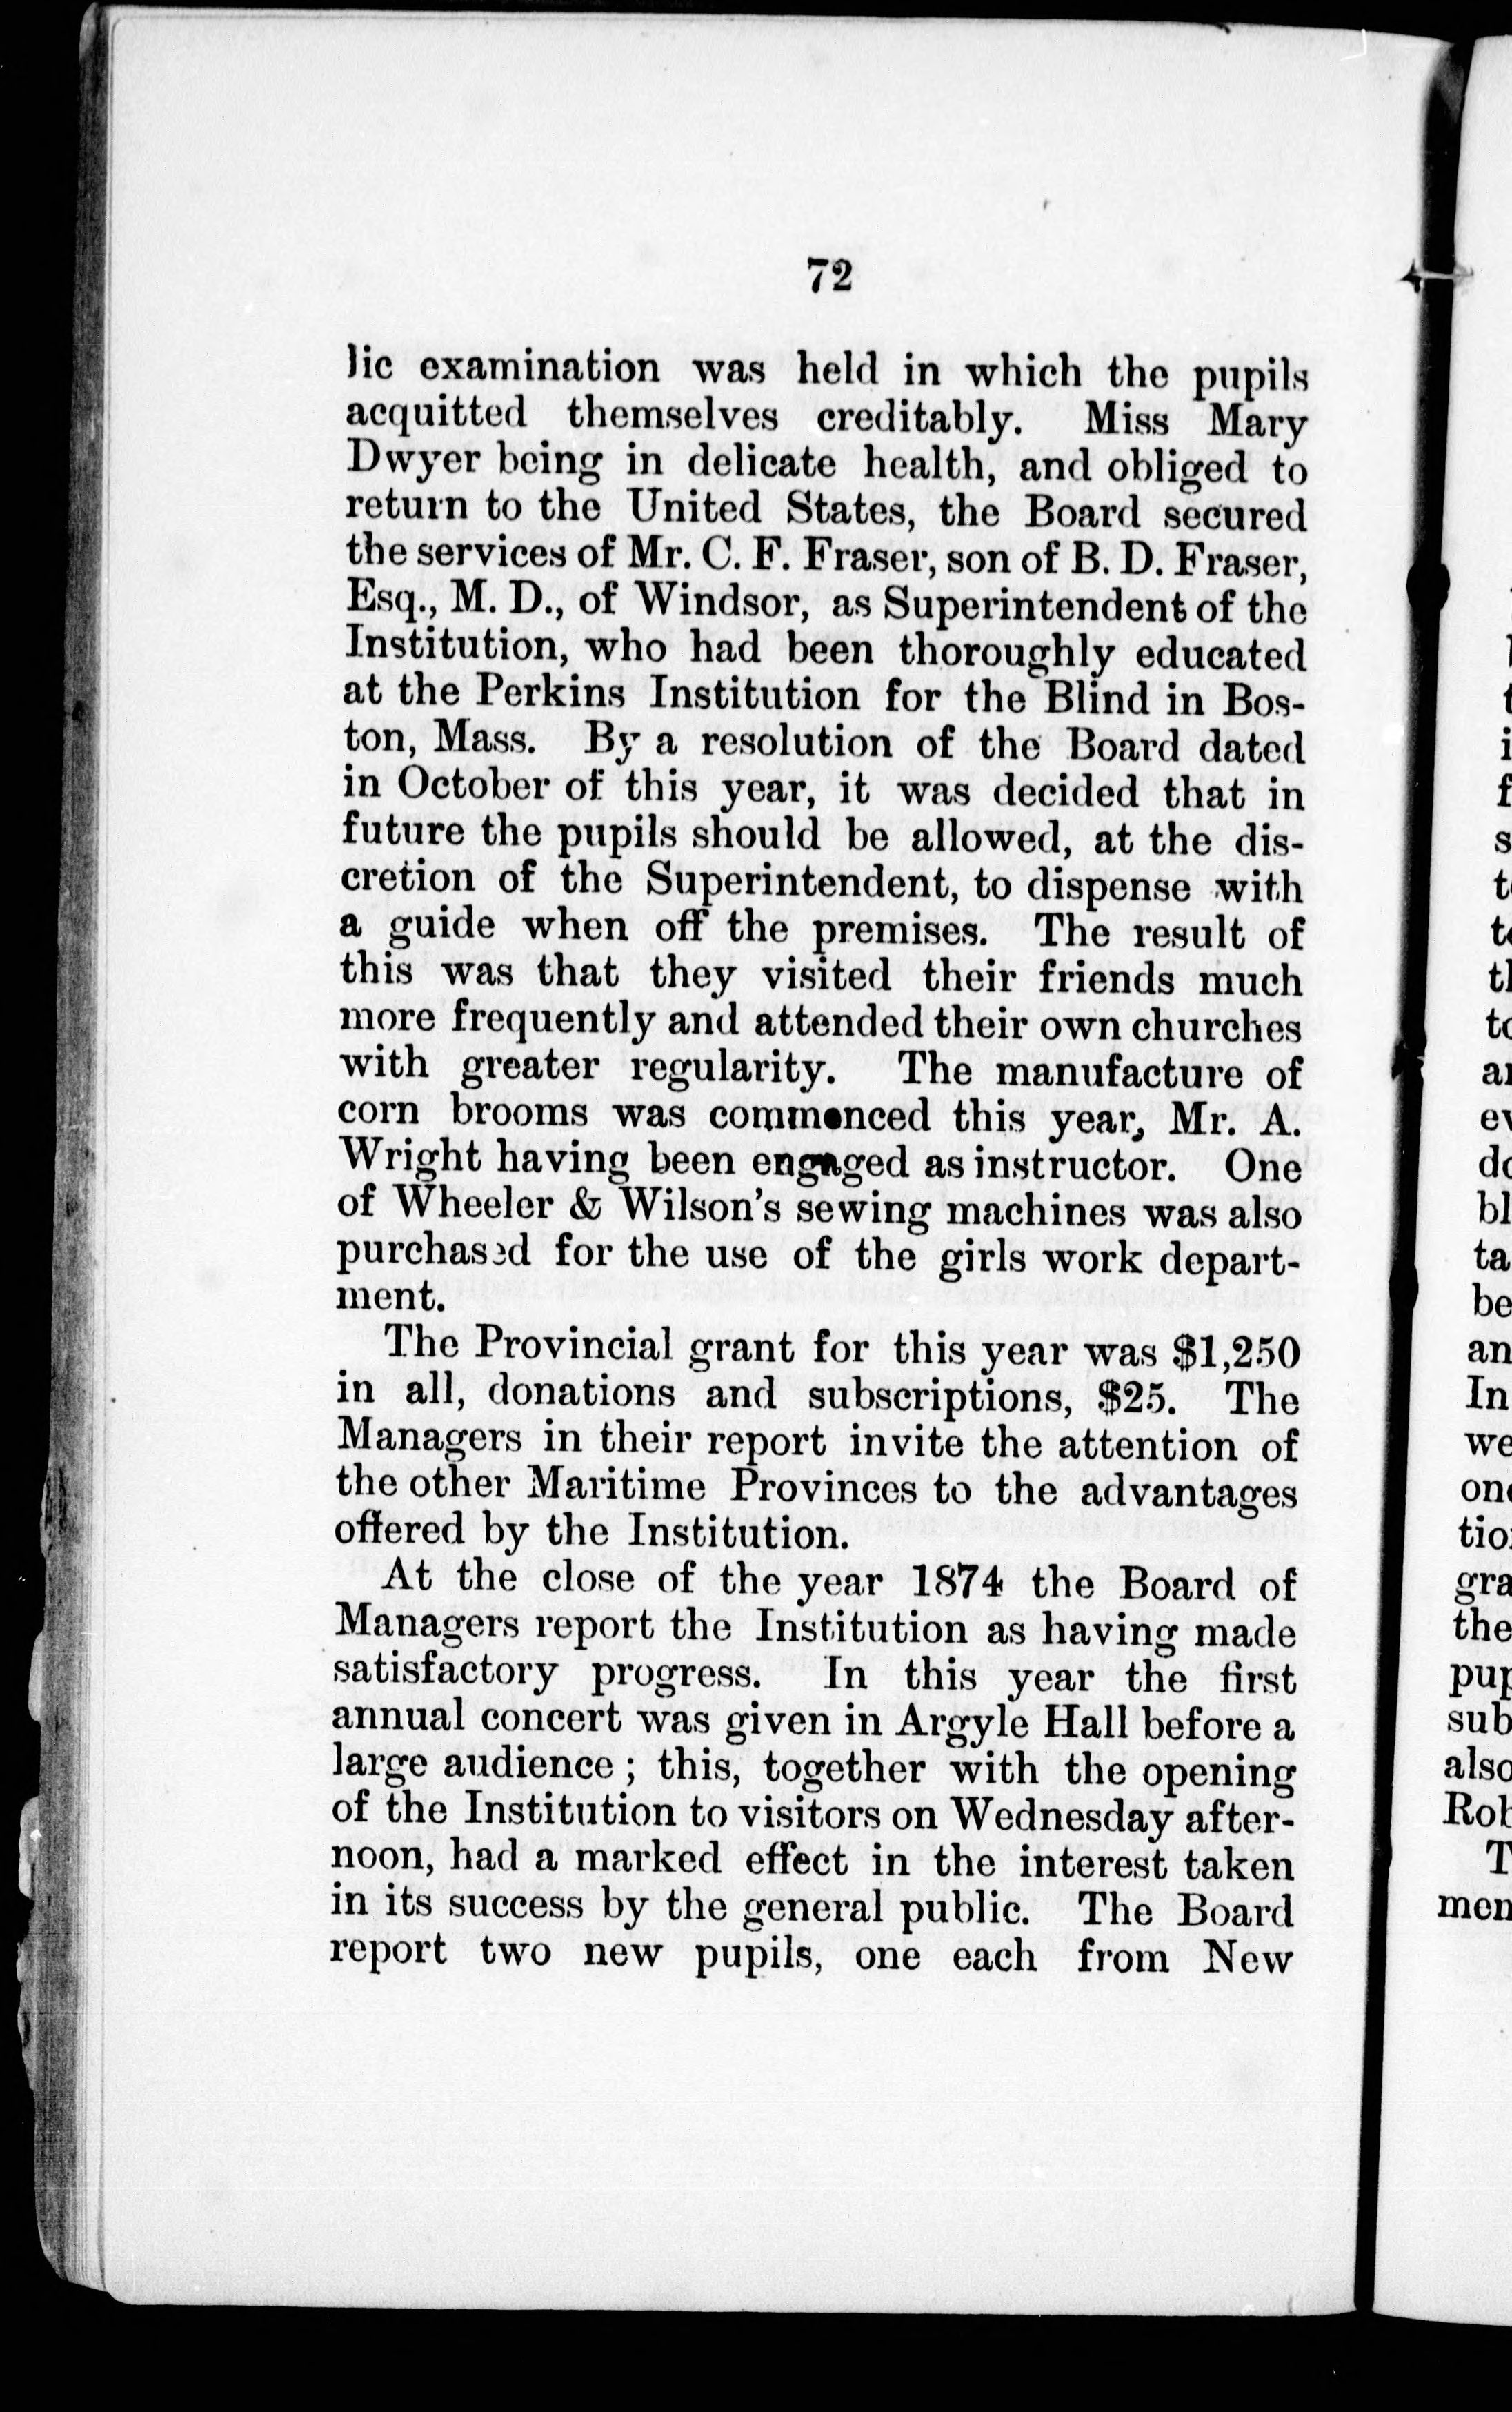 72
lic examination was held in which the pupils
acquitted themselves creditably. Miss Mary
Dwyer being in delicate health, and obliged to
return to the United States, the Board secured
the services of Mr. C. F. Fraser, son of B. D. Fraser,
Esq., M. D., of Windsor, as Superintendent of the
Institution, who had been thoroughly educated
at the Perkins Institution for the Blind in Bos-
ton, Mass. By a resolution of the Board dated
in October of this year, it was decided that in
future the pupils should be allowed, at the dis-
cretion of the Superintendent, to dispense with
a guide when off the premises. The result of
this was that they visited their friends much
more frequently and attended their own churches
with greater regularity. The manufacture of
corn brooms was commenced this year, Mr. A.
Wright having been engaged as instructor. One
of Wheeler & Wilson's sewing machines was also
purchased for the use of the girls work depart-
ment.
The Provincial grant for this year was $1,250
in all, donations and subscriptions, $25. The
Managers in their report invite the attention of
the other Maritime Provinces to the advantages
offered by the Institution.
At the close of the year 1874 the Board of
Managers report the Institution as having made
satisfactory progress. In this year the first
annual concert was given in Argyle Hall before a
large audience ; this, together with the opening
of the Institution to visitors on Wednesday after-
noon, had a marked effect in the interest taken
in its success by the general public. The Board
report two new pupils, one each from New